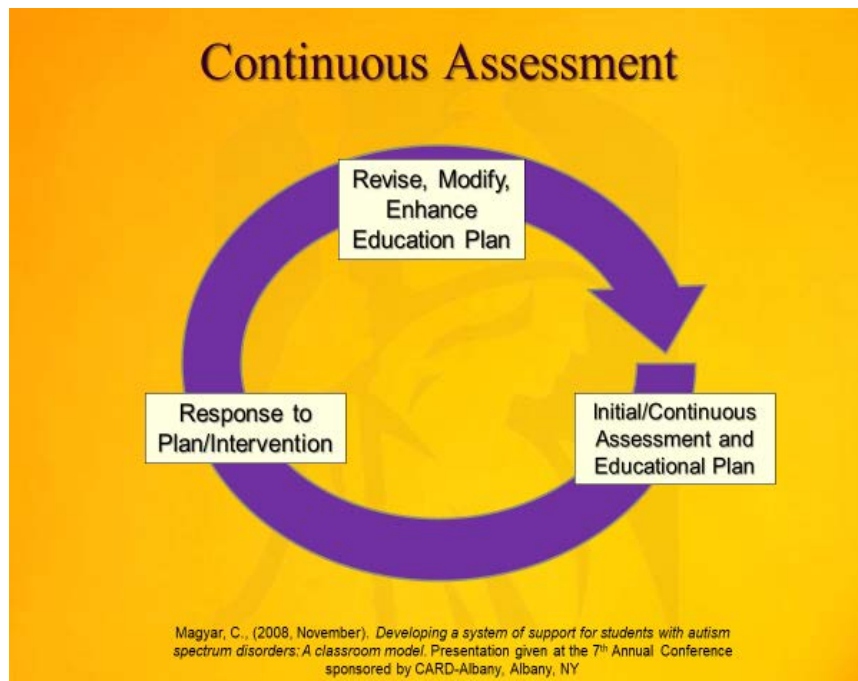 Continuous Assessment
Revise, Modify,
Enhance
Education Plan
Response to
Plan/Intervention
Initial/Continuous
Assessment and
Educational Plan
Magyar, C., (2008, November). Developing a system of support for students with autism
spectrum disorders: A classroom model. Presentation given at the 7th Annual Conference
sponsored by CARD-Albany, Albany, NY